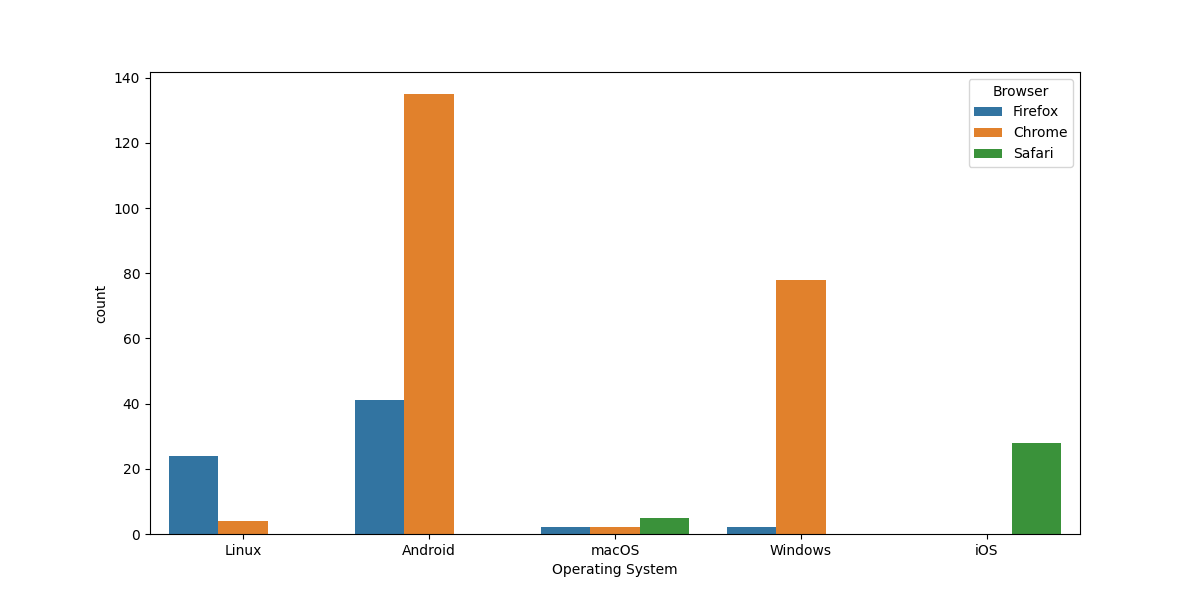 140
120
100
80
60
40
20
0
count
Browser
Firefox
Chrome
Safari
Linux Android macOS Windows iOS
Operating System